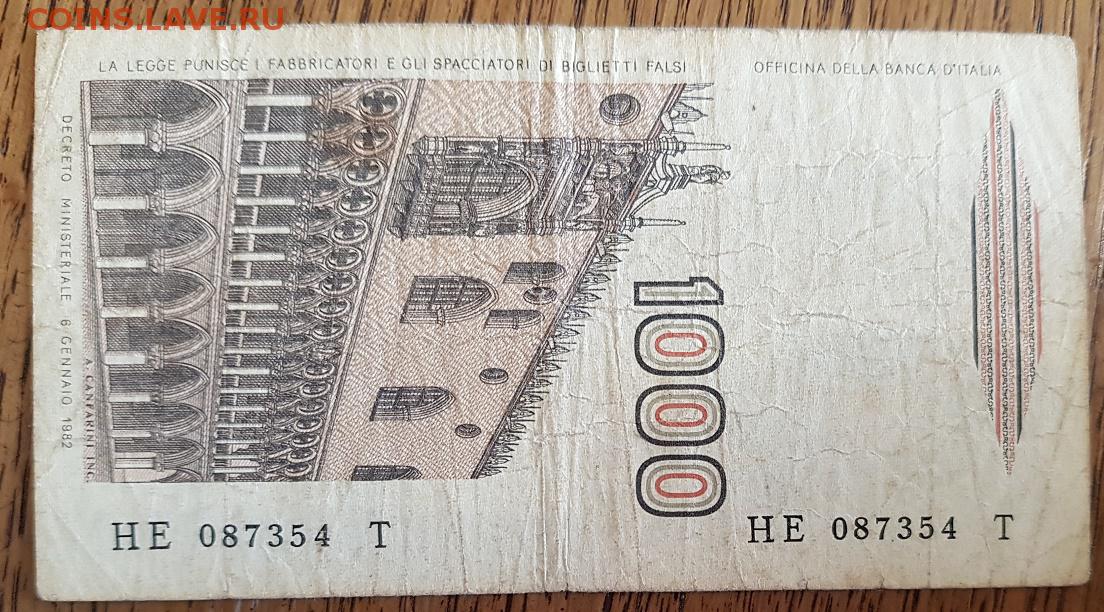 COINS.LAVE.RU
LA LEGGE PUNISCE I FABBRICATORI E GLI SPACCIATORI DI BIGLIETTI FALSI
OFFICINA DELLA BANCA D'ITALIA
DECRETO MINISTERIALE 6 GENNAIO 1982
A. CANFARINI INC.
1000
HE 087354 T
HE 087354 T